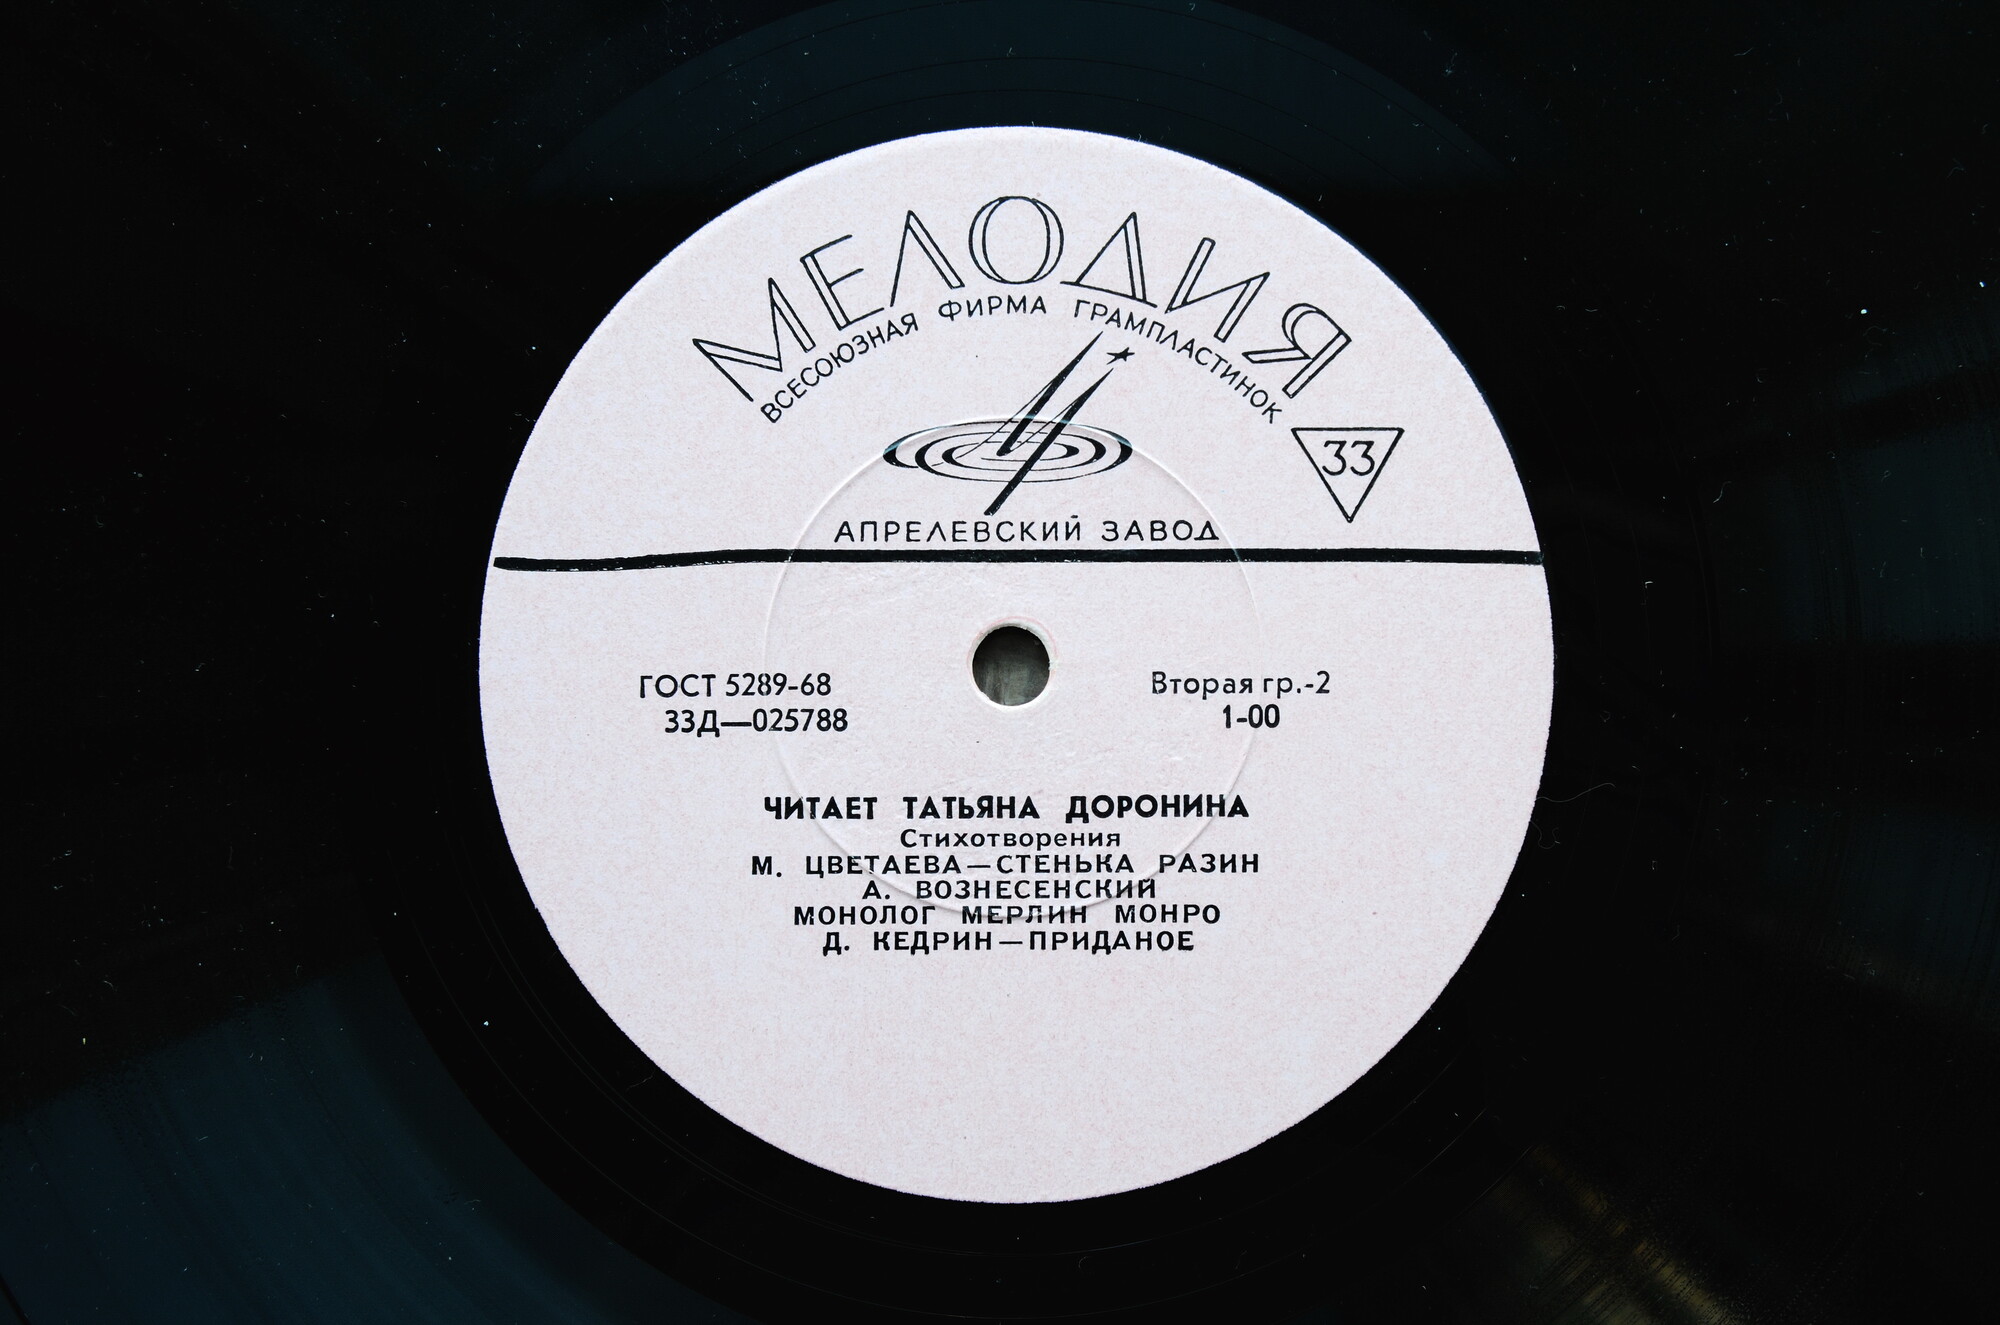 МЕЛОДИЯ
ВСЕСОЮЗНАЯ ФИРМА ГРАМПЛАСТИНОК
33
АПРЕЛЕВСКИЙ ЗАВОД
ГОСТ 5289-68
Вторая гр.-2
33Д—025788
1-00
ЧИТАЕТ ТАТЬЯНА ДОРОНИНА
Стихотворения
М. ЦВЕТАЕВА—СТЕНЬКА РАЗИН
А. ВОЗНЕСЕНСКИЙ
МОНОЛОГ МЕРЛИН МОНРО
Д. КЕДРИН—ПРИДАНОЕ